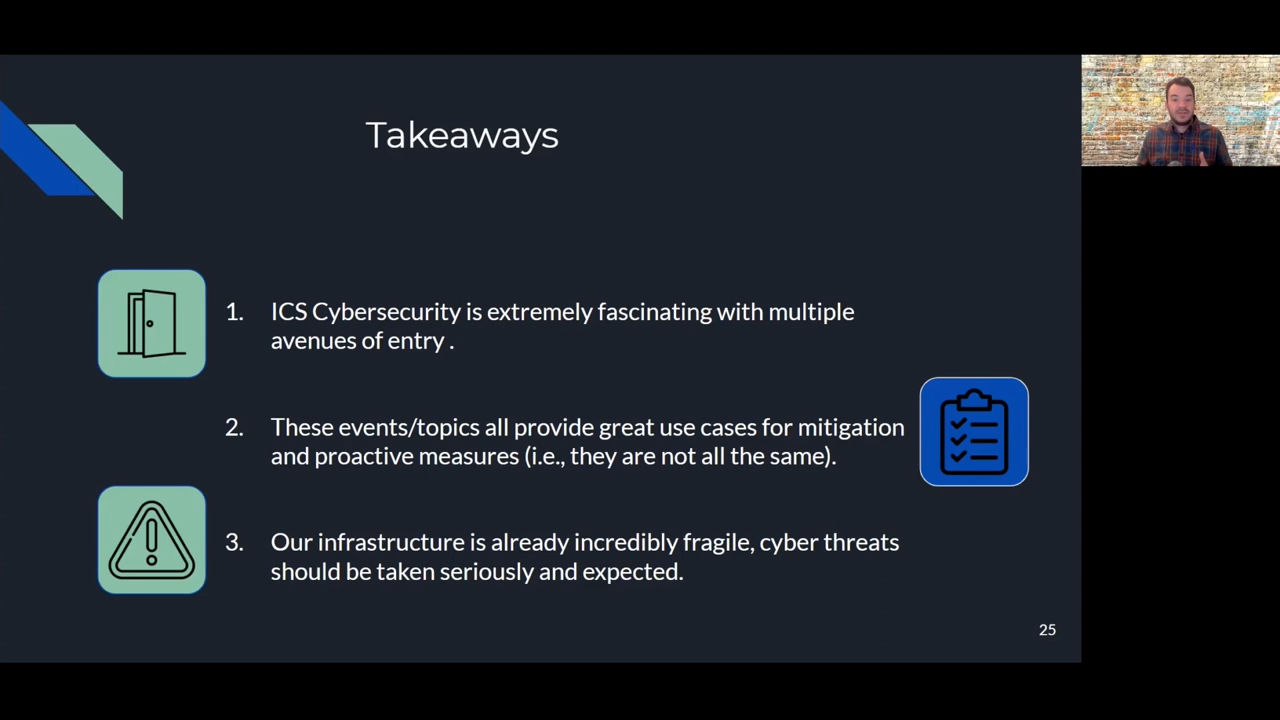 Takeaways
1. ICS Cybersecurity is extremely fascinating with multiple
avenues of entry .
2. These events/topics all provide great use cases for mitigation
and proactive measures (i.e., they are not all the same).
3. Our infrastructure is already incredibly fragile, cyber threats
should be taken seriously and expected.
25